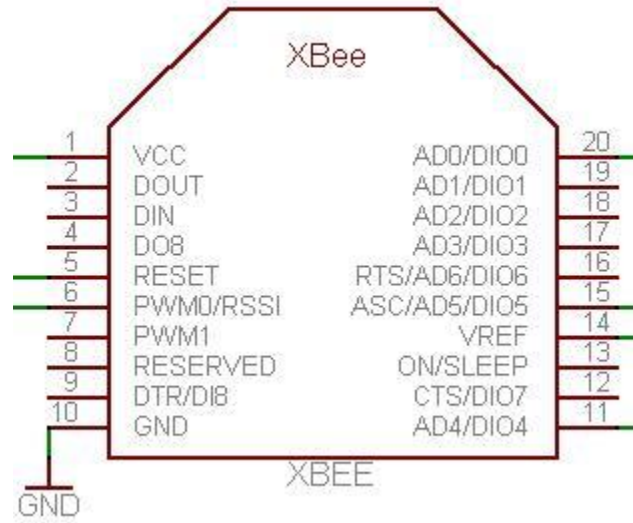 XBee
1 VCC AD0/DIO0 20
2 DOUT AD1/DIO1 19
3 DIN AD2/DIO2 18
4 DO8 AD3/DIO3 17
5 RESET RTS/AD6/DIO6 16
6 PWM0/RSSI ASC/AD5/DIO5 15
7 PWM1 VREF 14
8 RESERVED ON/SLEEP 13
9 DTR/DI8 CTS/DIO7 12
10 GND AD4/DIO4 11
XBEE
GND